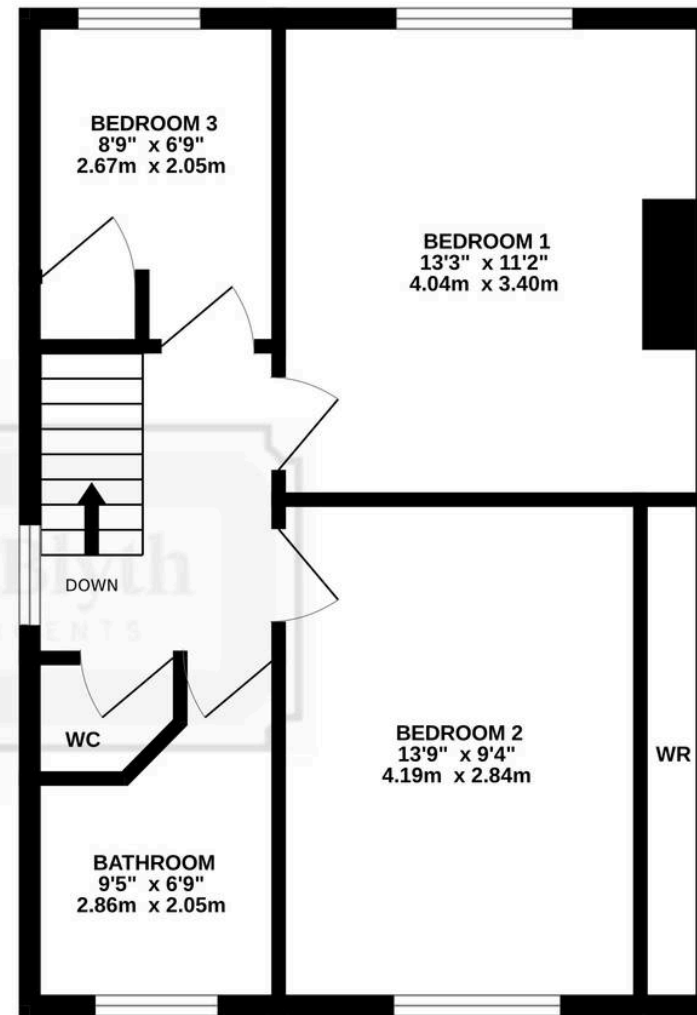 BEDROOM 3
8'9" x 6'9"
2.67m x 2.05m
BEDROOM 1
13'3" x 11'2"
4.04m x 3.40m
DOWN
Blyth
WC
BEDROOM 2
13'9" x 9'4"
4.19m x 2.84m
WR
BATHROOM
9'5" x 6'9"
2.86m x 2.05m